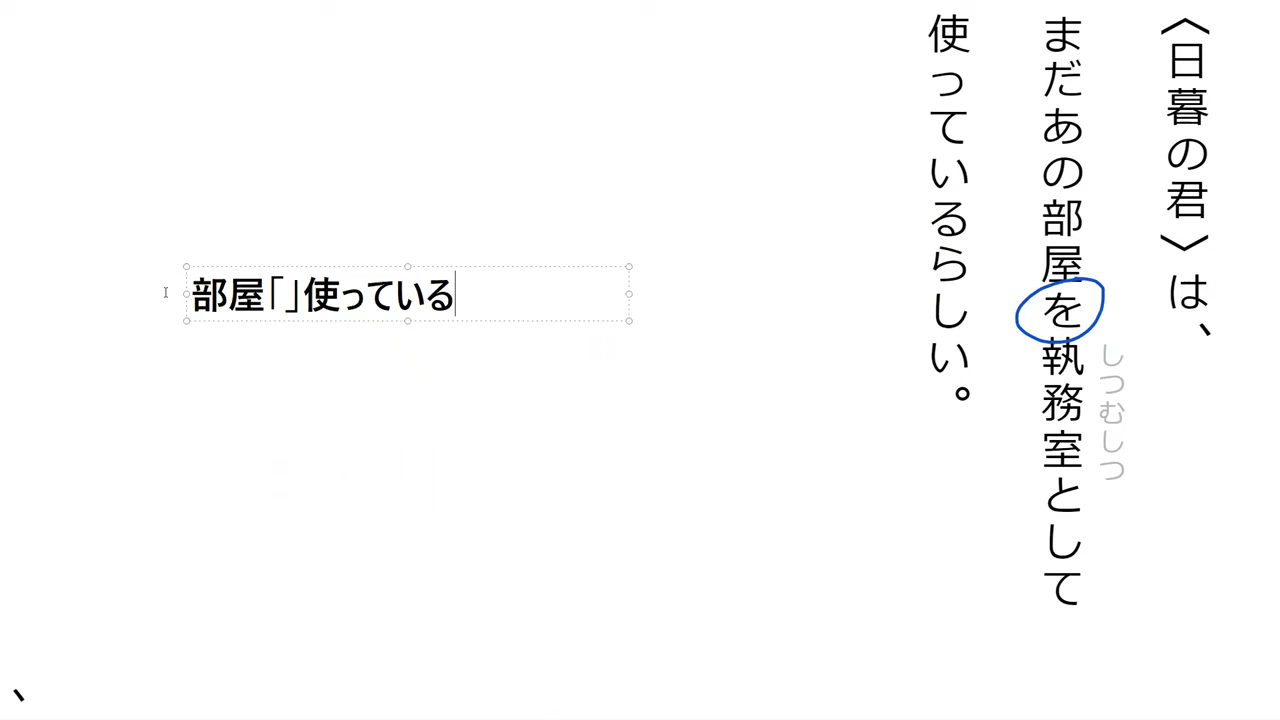 〈日暮の君〉は、
まだあの部屋を執務室として
しつむしつ
使っているらしい。
部屋「」使っている
、